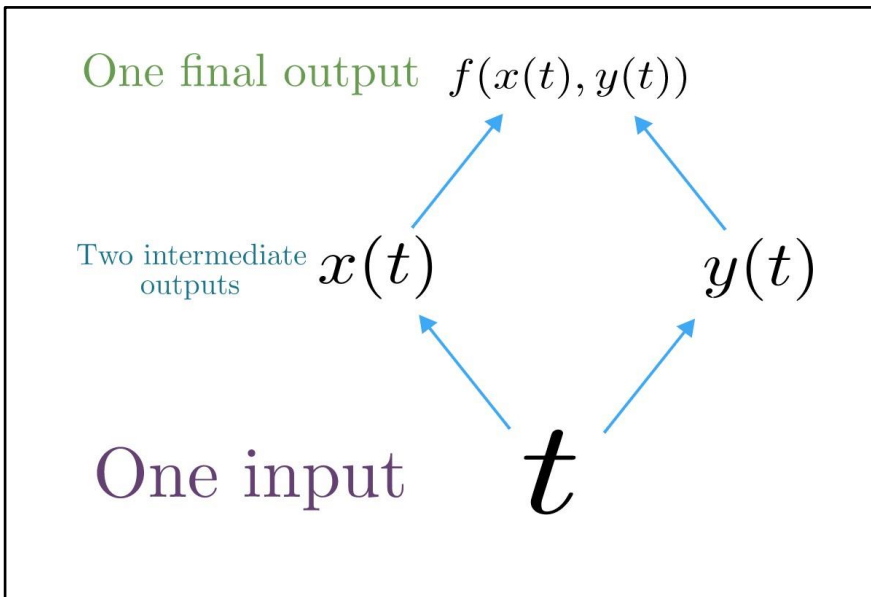 One final output f(x(t), y(t))
Two intermediate
outputs
x(t)
y(t)
One input t